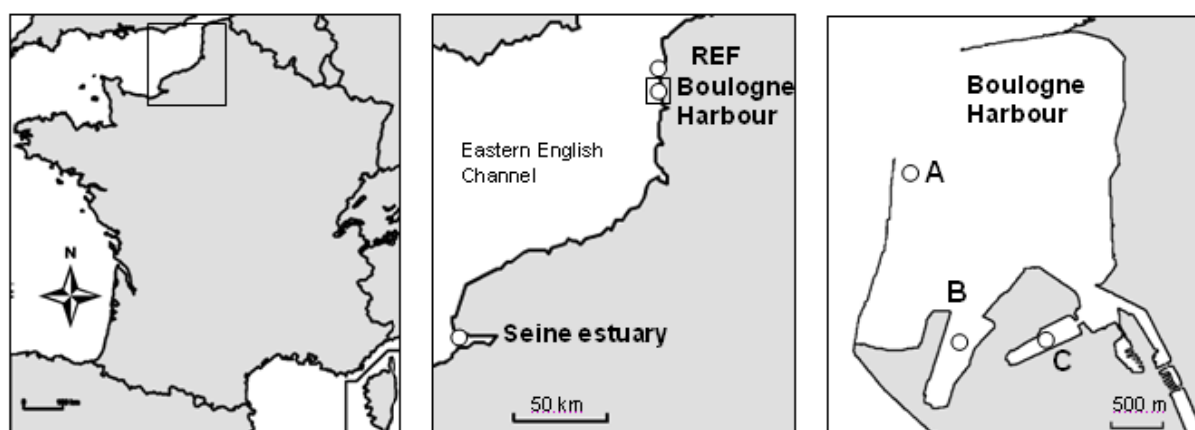 N
REF
Boulogne
Harbour
Eastern English
Channel
Seine estuary
50 km
Boulogne
Harbour
A
B
C
500 m